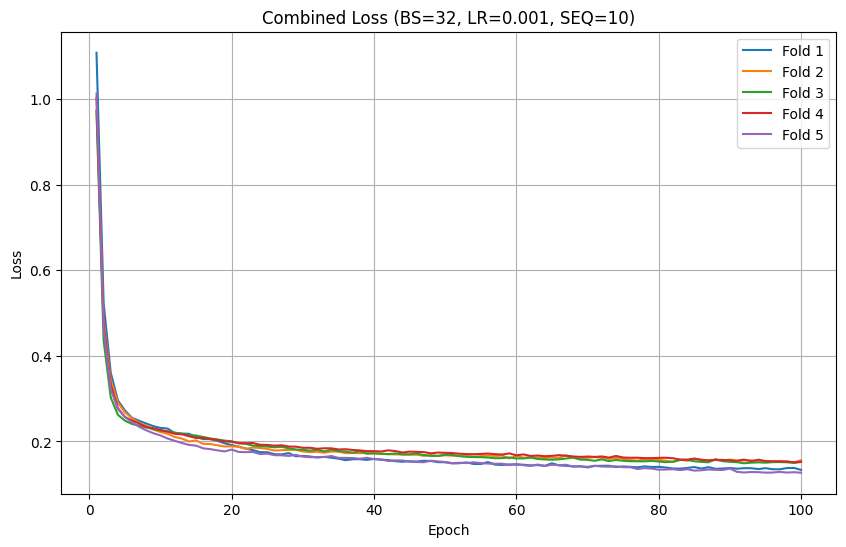 Combined Loss (BS=32, LR=0.001, SEQ=10)
Fold 1
Fold 2
Fold 3
Fold 4
Fold 5
Loss
1.0
0.8
0.6
0.4
0.2
0
20
40
60
80
100
Epoch